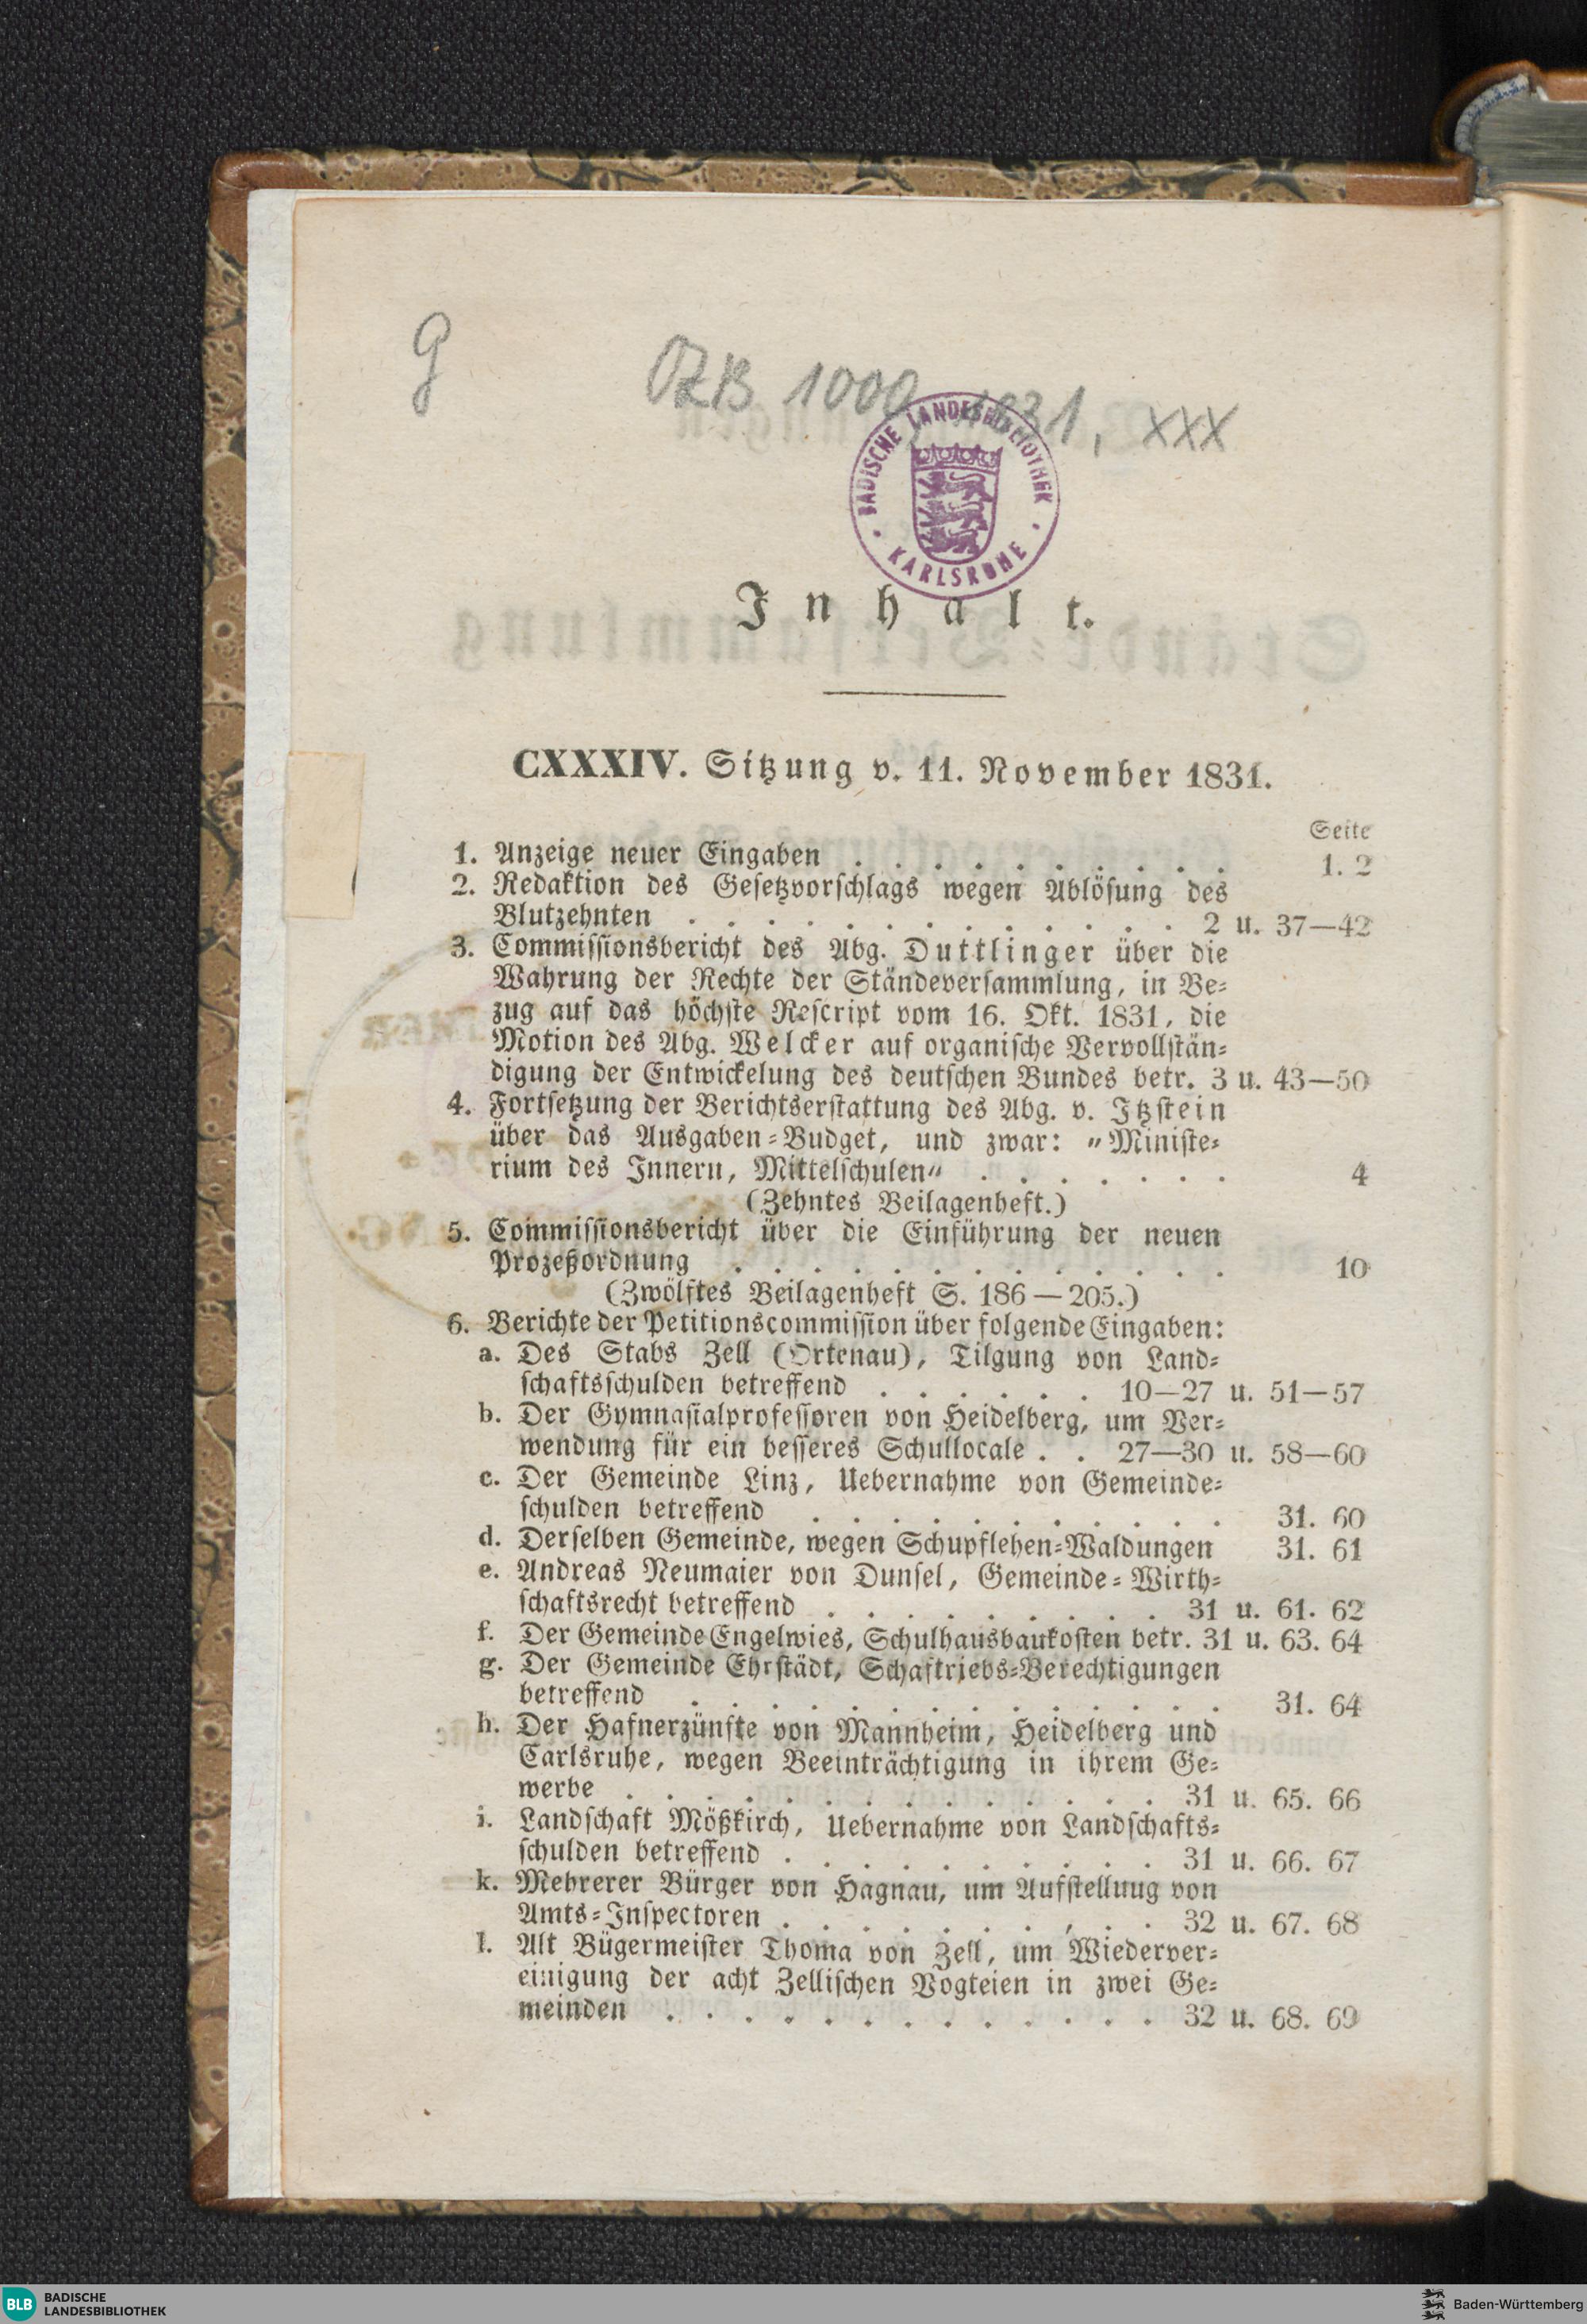 g OZB 1000, 1831, XXX
BADISCHE LANDESBIBLIOTHEK
KARLSRUHE
Inhalt.
CXXXIV. Sitzung v. 11. November 1831.
Seite
1. Anzeige neuer Eingaben . . . . . . . . . . 1. 2
2. Redaktion des Gesetzvorschlags wegen Ablösung des
Blutzehnten . . . . . . . . . . . . . 2 u. 37—42
3. Commissionsbericht des Abg. Duttlinger über die
Wahrung der Rechte der Ständeversammlung, in Be-
zug auf das höchste Rescript vom 16. Okt. 1831, die
Motion des Abg. Welcker auf organische Vervollstän-
digung der Entwickelung des deutschen Bundes betr. 3 u. 43—50
4. Fortsetzung der Berichtserstattung des Abg. v. Itzstein
über das Ausgaben-Budget, und zwar: „Ministe-
rium des Innern, Mittelschulen“ . . . . . . . 4
(Zehntes Beilagenheft.)
5. Commissionsbericht über die Einführung der neuen
Prozeßordnung . . . . . . . . . . . . . 10
(Zwölftes Beilagenheft S. 186—205.)
6. Berichte der Petitionscommission über folgende Eingaben:
a. Des Stabs Zell (Ortenau), Tilgung von Land-
schaftsschulden betreffend . . . . . . 10—27 u. 51—57
b. Der Gymnasialprofessoren von Heidelberg, um Ver-
wendung für ein besseres Schullocale . . 27—30 u. 58—60
c. Der Gemeinde Linz, Uebernahme von Gemeinde-
schulden betreffend . . . . . . . . . . . 31. 60
d. Derselben Gemeinde, wegen Schupflehen-Waldungen 31. 61
e. Andreas Neumaier von Dunsel, Gemeinde-Wirth-
schaftsrecht betreffend . . . . . . . . . 31 u. 61. 62
f. Der Gemeinde Engelwies, Schulhausbaukosten betr. 31 u. 63. 64
g. Der Gemeinde Ehrstädt, Schaftriebs-Berechtigungen
betreffend . . . . . . . . . . . . . . 31. 64
h. Der Hafnerzünfte von Mannheim, Heidelberg und
Carlsruhe, wegen Beeinträchtigung in ihrem Ge-
werbe . . . . . . . . . . . . . . 31 u. 65. 66
i. Landschaft Mößkirch, Uebernahme von Landschafts-
schulden betreffend . . . . . . . . . . 31 u. 66. 67
k. Mehrerer Bürger von Hagnau, um Aufstelluug von
Amts-Inspectoren . . . . . . . . . . 32 u. 67. 68
l. Alt Bügermeister Thoma von Zell, um Wiederver-
einigung der acht Zellischen Vogteien in zwei Ge-
meinden . . . . . . . . . . . . . 32 u. 68. 69
BLB BADISCHE
LANDESBIBLIOTHEK
Baden-Württemberg